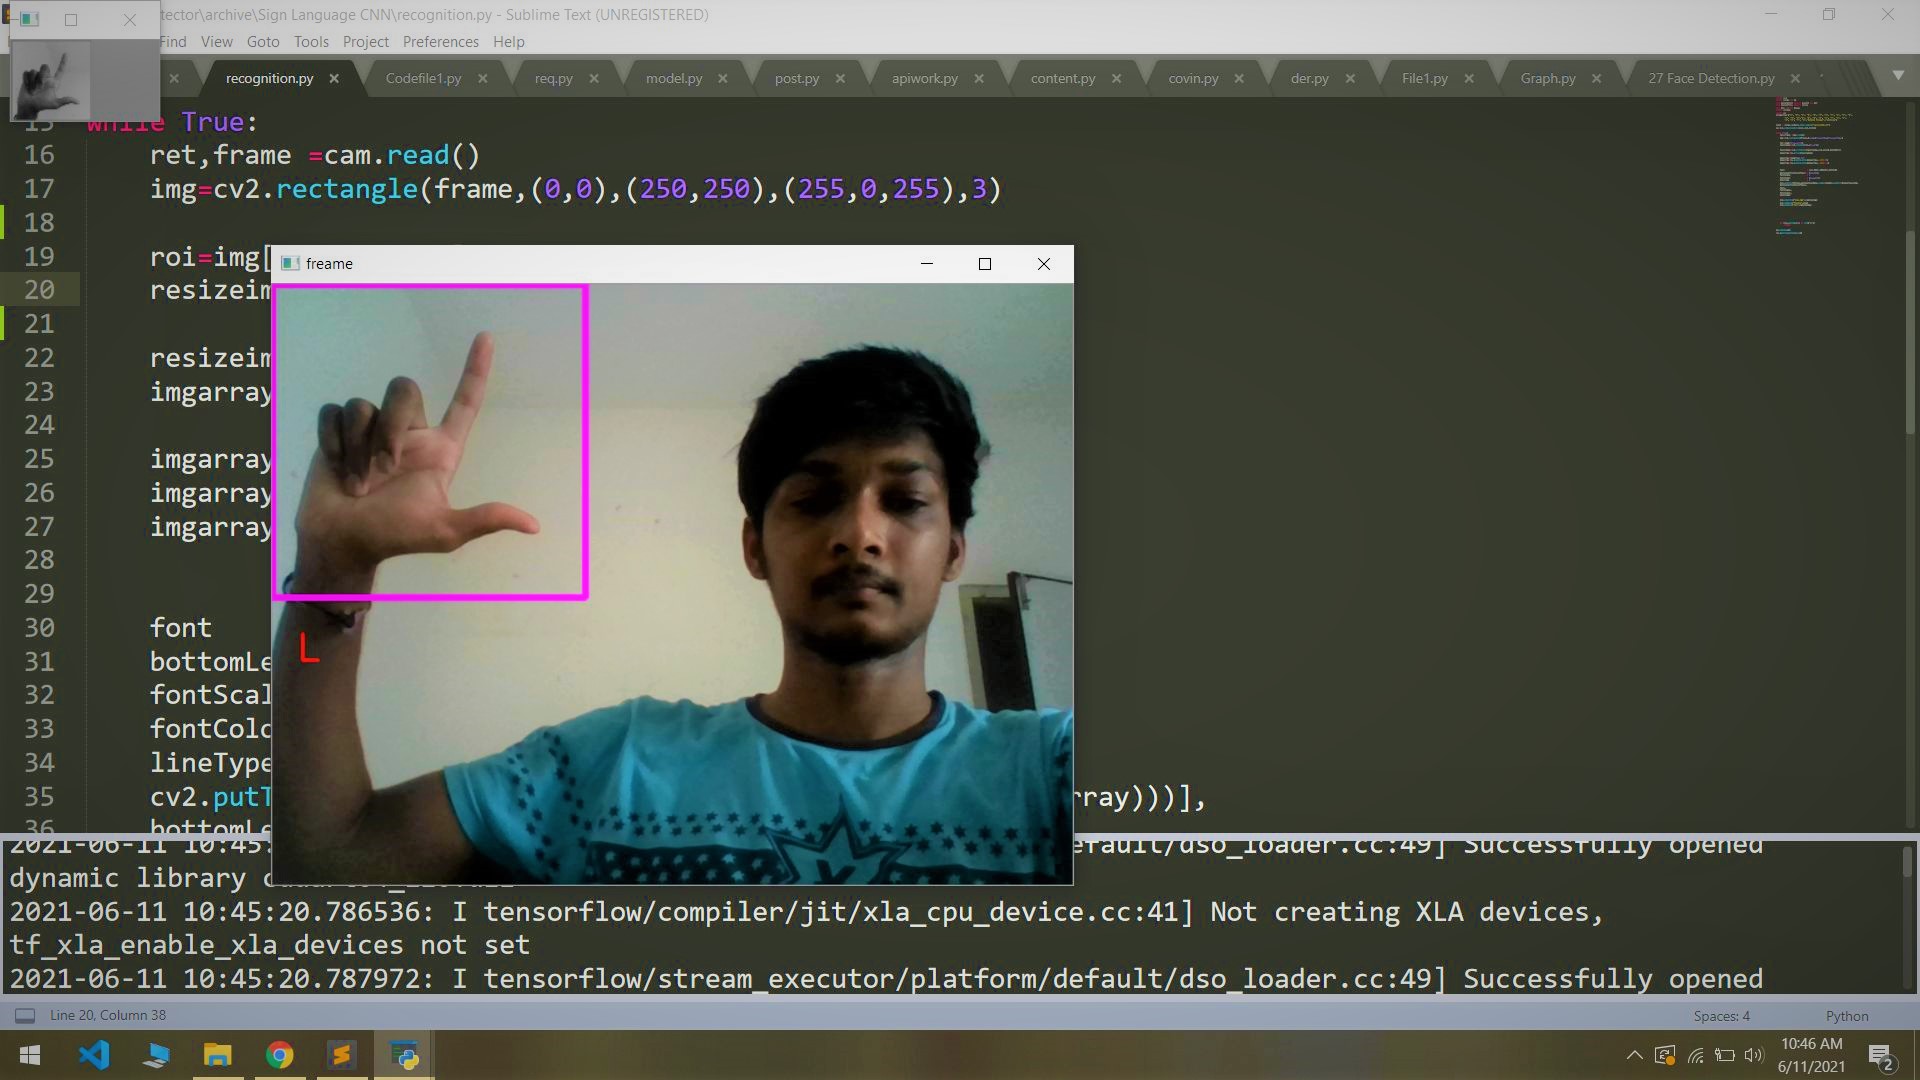 tector\archive\Sign Language CNN\recognition.py - Sublime Text (UNREGISTERED)
Find View Goto Tools Project Preferences Help
recognition.py Codefile1.py req.py model.py post.py apiwork.py content.py covin.py der.py File1.py Graph.py 27 Face Detection.py
15 while True:
16 ret,frame =cam.read()
17 img=cv2.rectangle(frame,(0,0),(250,250),(255,0,255),3)
18
19 roi=img[
20 resizeim
21
22 resizeim
23 imgarray
24
25 imgarray
26 imgarray
27 imgarray
28
29
30 font
31 bottomLe
32 fontScal
33 fontColo
34 lineType
35 cv2.putT rray)))],
36 bottomLe
freame
L
2021-06-11 10:45: efault/dso_loader.cc:49] Successfully opened
dynamic library
2021-06-11 10:45:20.786536: I tensorflow/compiler/jit/xla_cpu_device.cc:41] Not creating XLA devices,
tf_xla_enable_xla_devices not set
2021-06-11 10:45:20.787972: I tensorflow/stream_executor/platform/default/dso_loader.cc:49] Successfully opened
Line 20, Column 38 Spaces: 4 Python
10:46 AM
6/11/2021
2